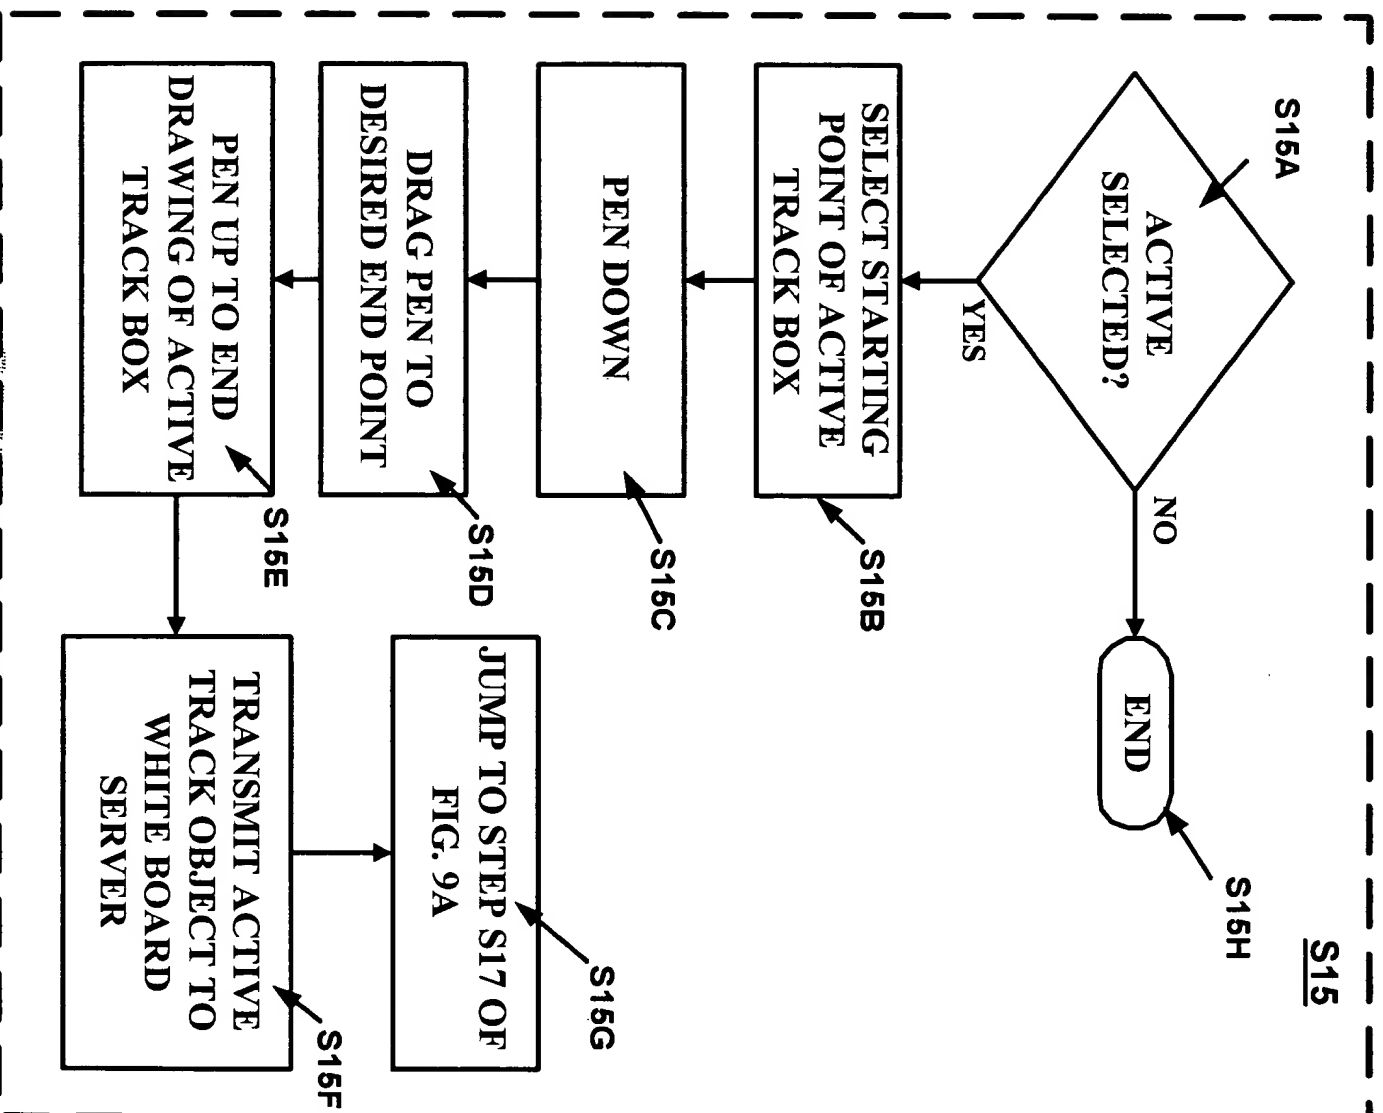 S15
S15A
ACTIVE
SELECTED?
YES
NO
END
S15H
SELECT STARTING
POINT OF ACTIVE
TRACK BOX
S15B
PEN DOWN
S15C
DRAG PEN TO
DESIRED END POINT
S15D
PEN UP TO END
DRAWING OF ACTIVE
TRACK BOX
S15E
TRANSMIT ACTIVE
TRACK OBJECT TO
WHITE BOARD
SERVER
S15F
JUMP TO STEP S17 OF
FIG. 9A
S15G